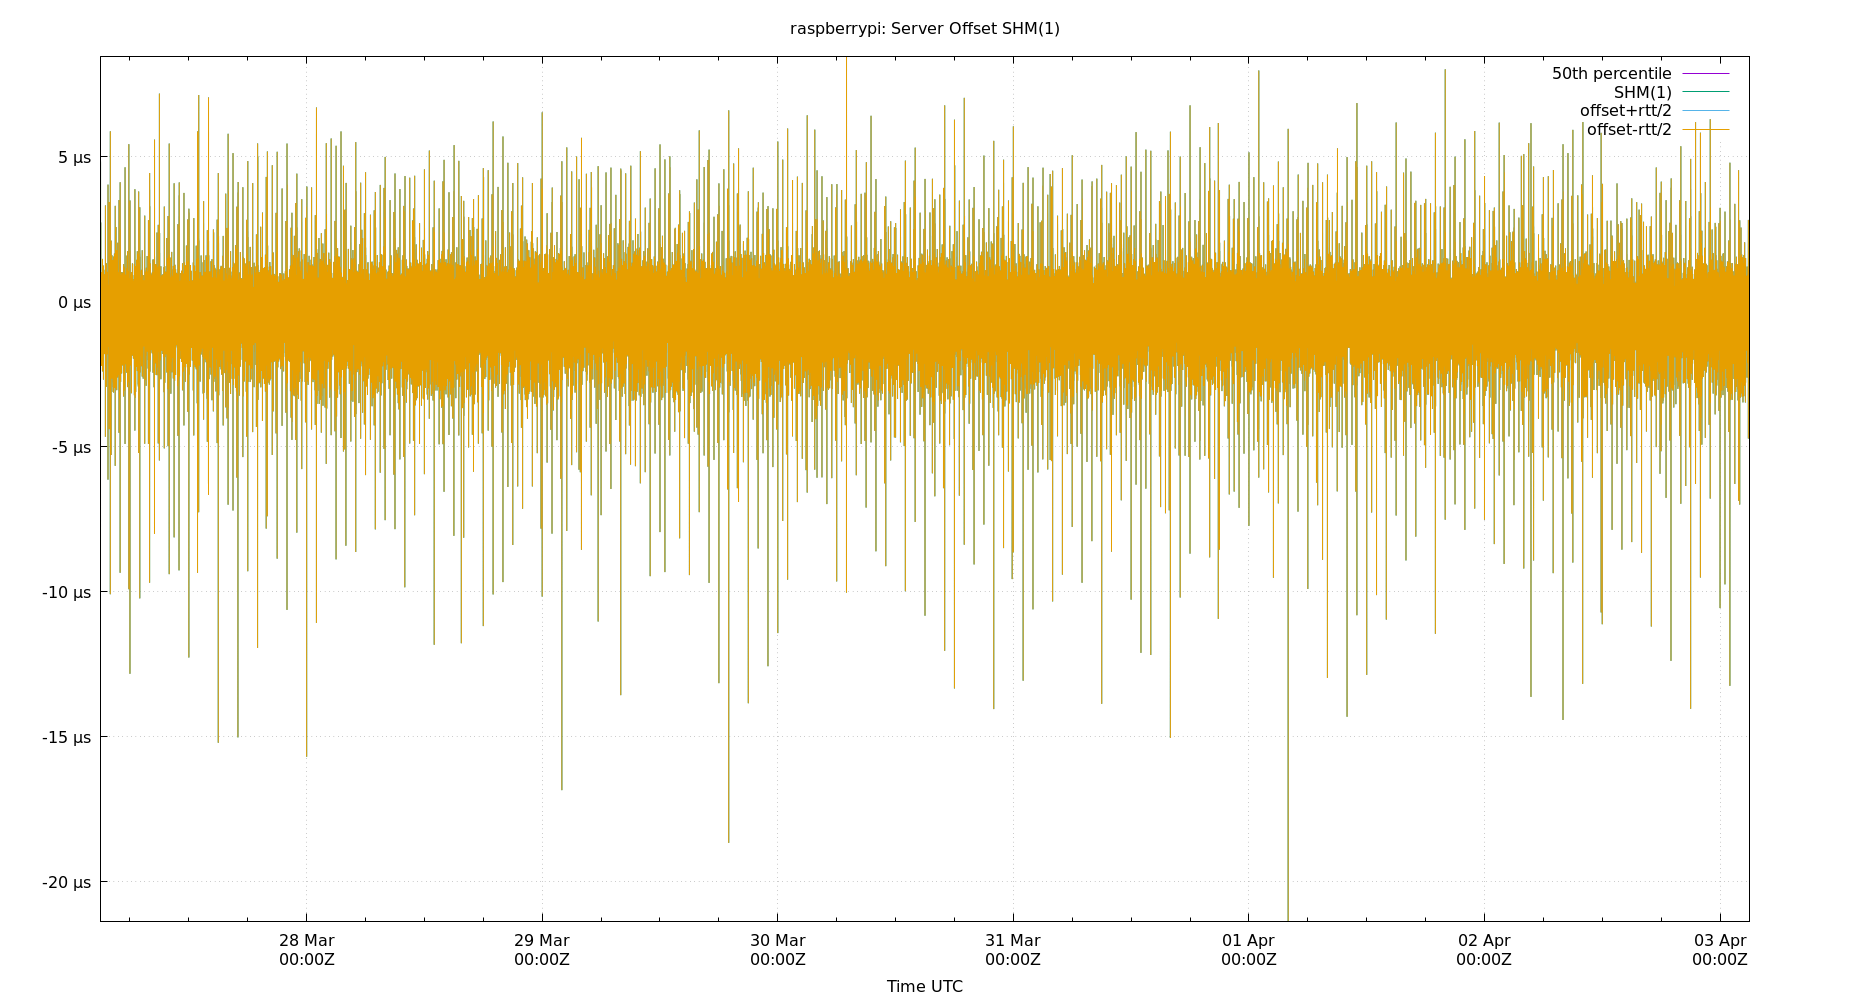 raspberrypi: Server Offset SHM(1)
50th percentile
SHM(1)
offset+rtt/2
offset-rtt/2
5 µs
0 µs
-5 µs
-10 µs
-15 µs
-20 µs
28 Mar
00:00Z
29 Mar
00:00Z
30 Mar
00:00Z
31 Mar
00:00Z
01 Apr
00:00Z
02 Apr
00:00Z
03 Apr
00:00Z
Time UTC